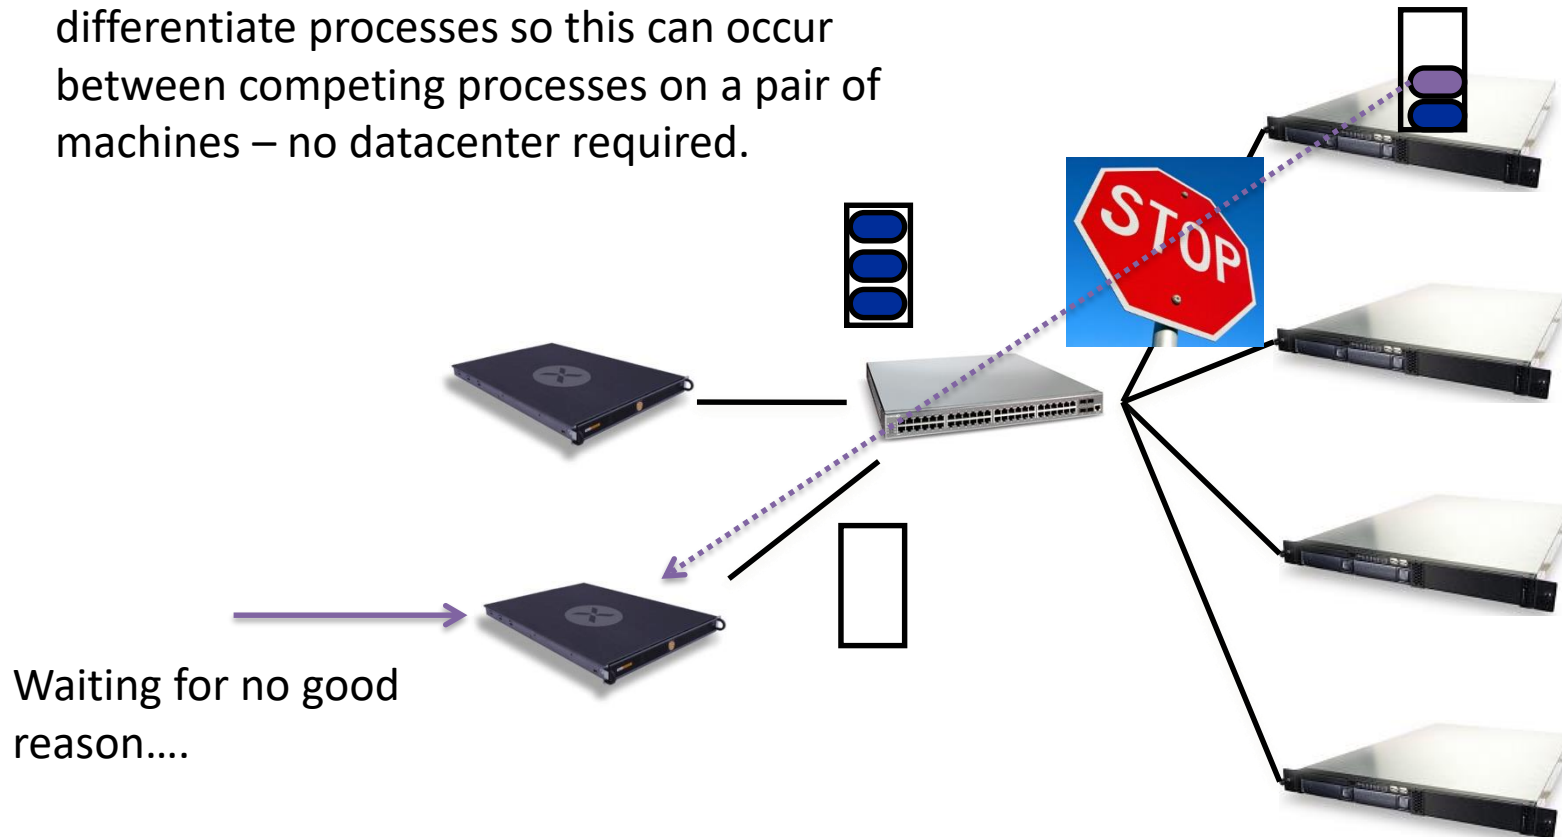 differentiate processes so this can occur
between competing processes on a pair of
machines – no datacenter required.
STOP
Waiting for no good
reason….